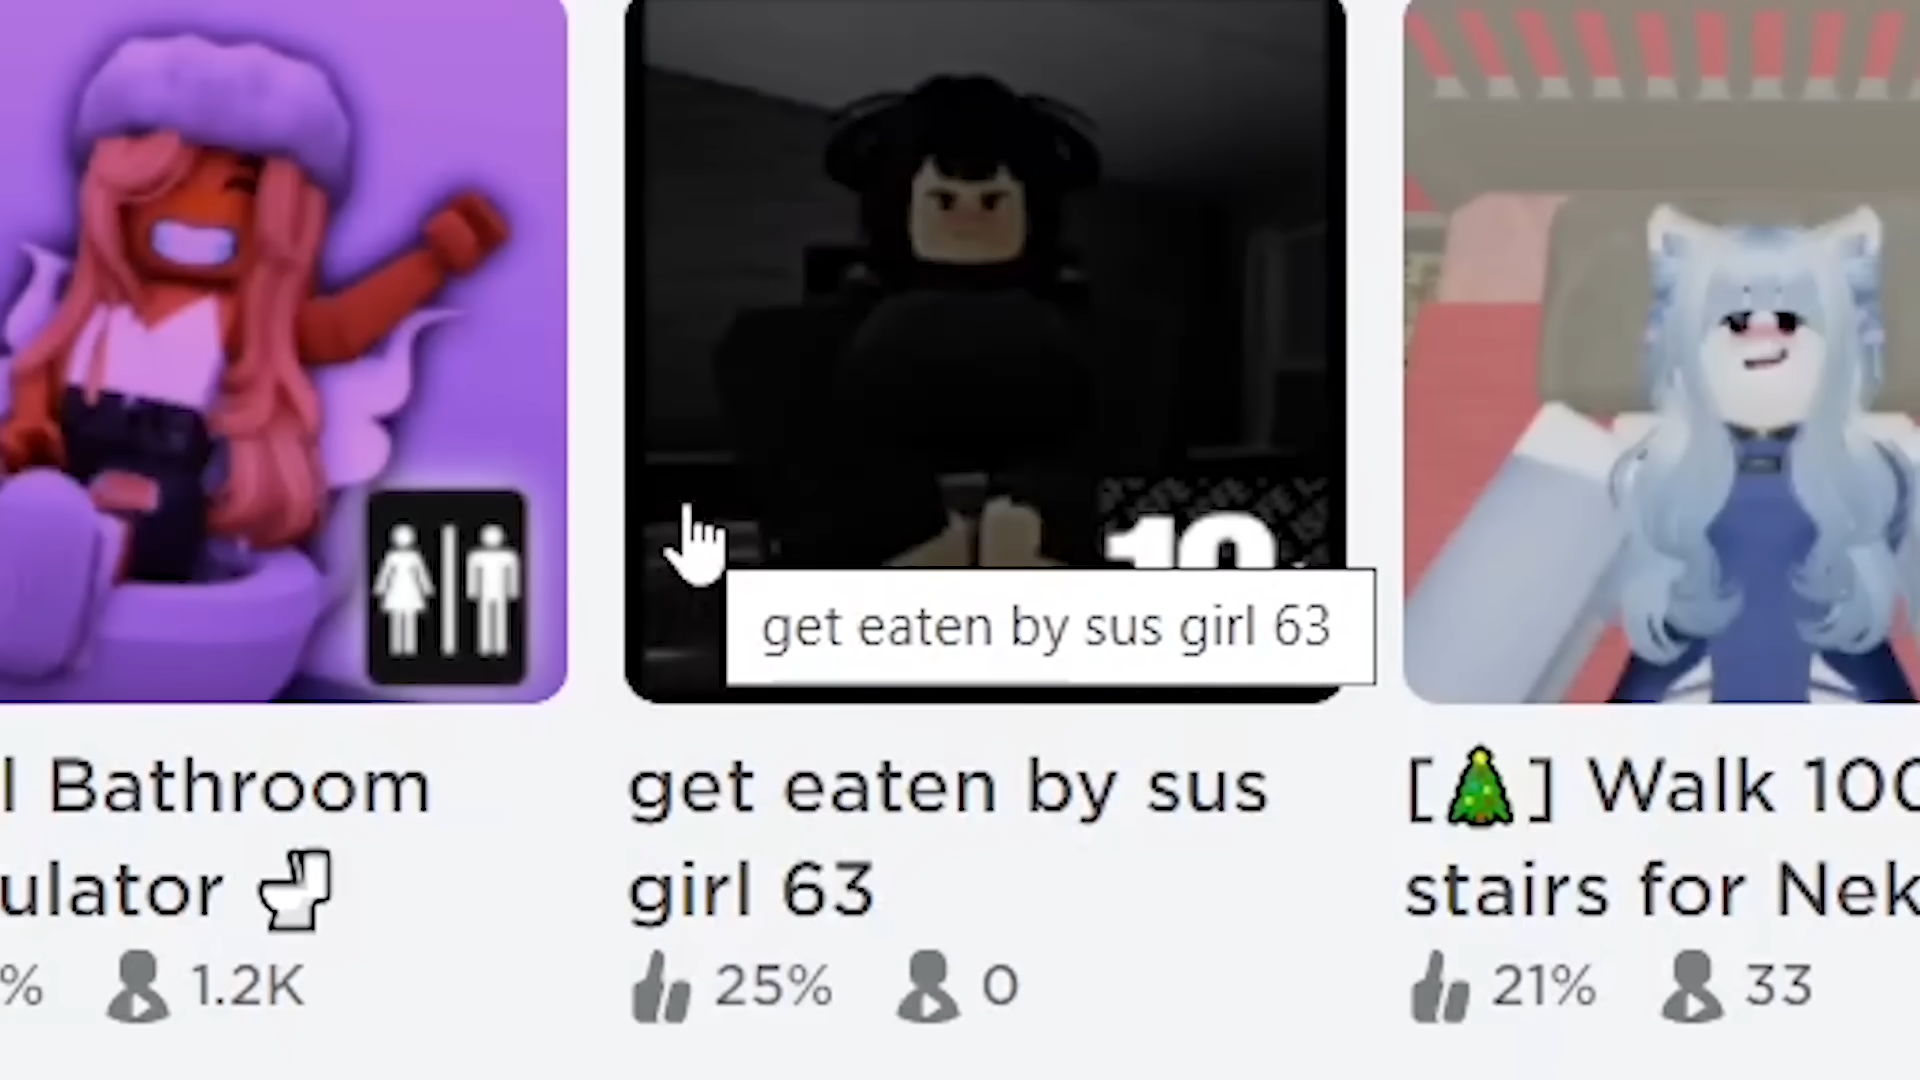 get eaten by sus girl 63
l Bathroom
ulator
% 1.2K
get eaten by sus
girl 63
25% 0
[🎄] Walk 100
stairs for Nek
21% 33